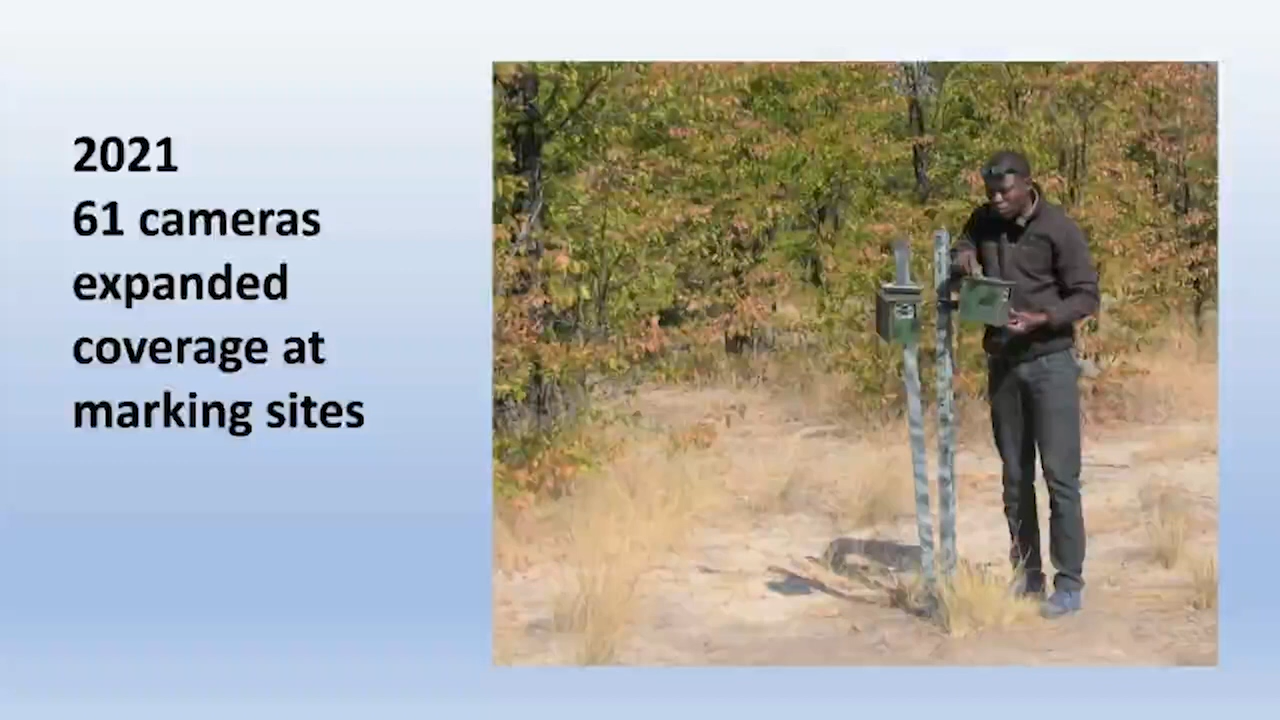 2021
61 cameras
expanded
coverage at
marking sites